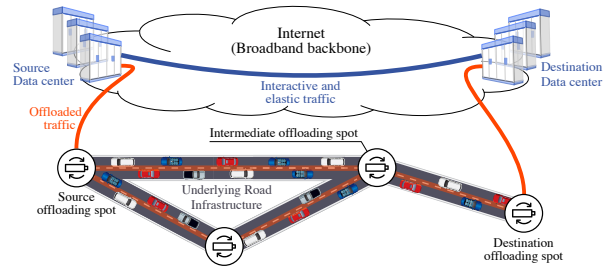 Internet
(Broadband backbone)
Source
Data center
Destination
Data center
Interactive and
elastic traffic
Offloaded
traffic
Intermediate offloading spot
Underlying Road
Infrastructure
Source
offloading spot
Destination
offloading spot